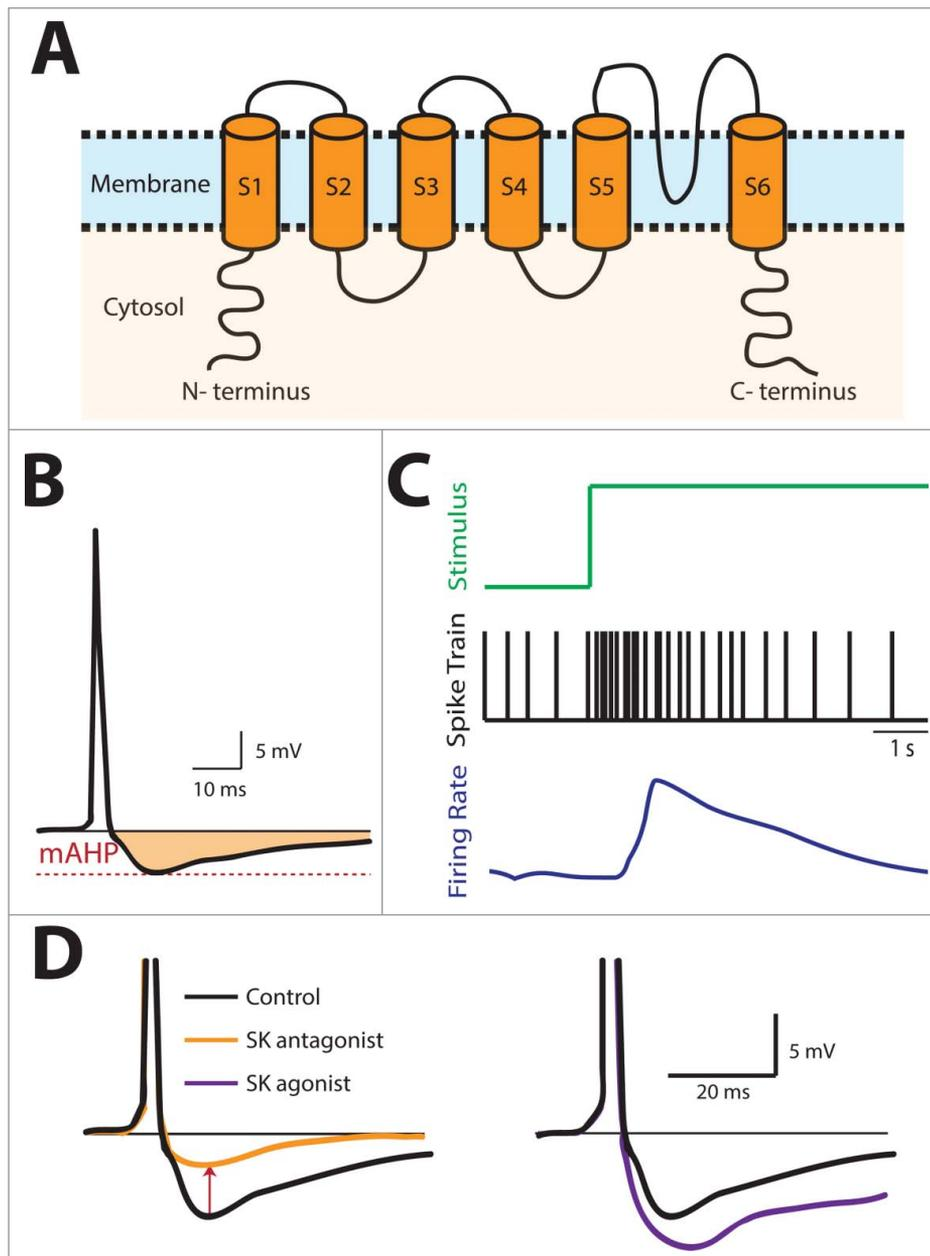 A
Membrane
S1
S2
S3
S4
S5
S6
Cytosol
N- terminus
C- terminus
B
5 mV
10 ms
mAHP
C
Stimulus
Spike Train
1 s
Firing Rate
D
Control
SK antagonist
SK agonist
5 mV
20 ms